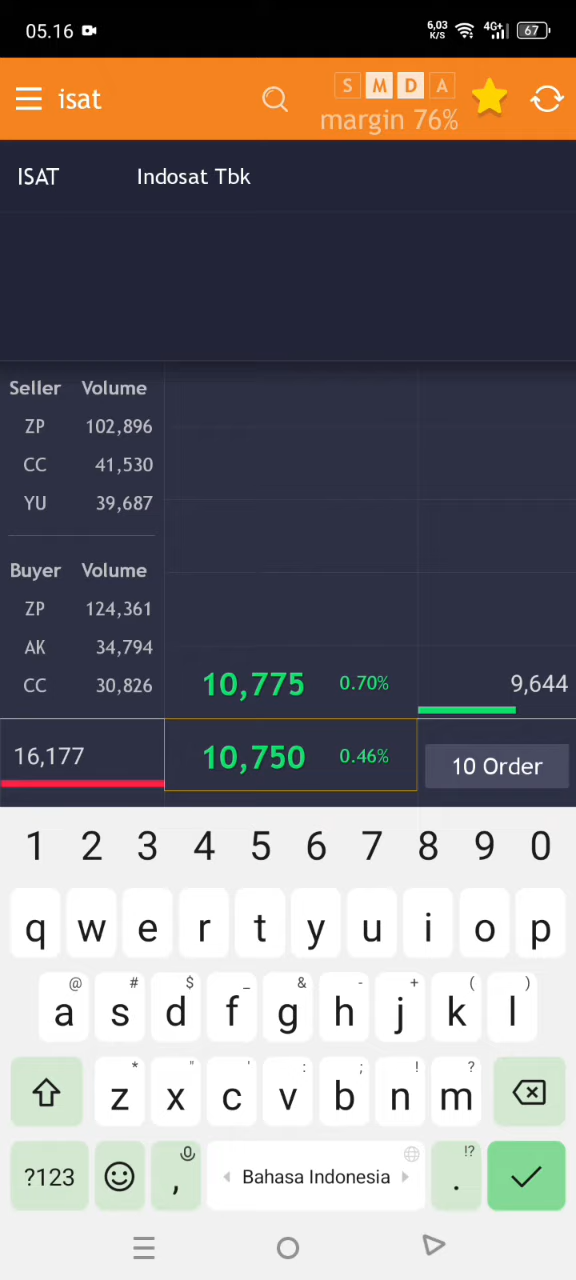 05.16 6,03 K/S 4G+ 67
isat S M D A
margin 76%
ISAT Indosat Tbk
Seller Volume
ZP 102,896
CC 41,530
YU 39,687
Buyer Volume
ZP 124,361
AK 34,794
CC 30,826 10,775 0.70% 9,644
16,177 10,750 0.46% 10 Order
1 2 3 4 5 6 7 8 9 0
q w e r t y u i o p
@ # $ _ & - + ( )
a s d f g h j k l
* " ' : ; ! ?
z x c v b n m
!?
?123 , Bahasa Indonesia .